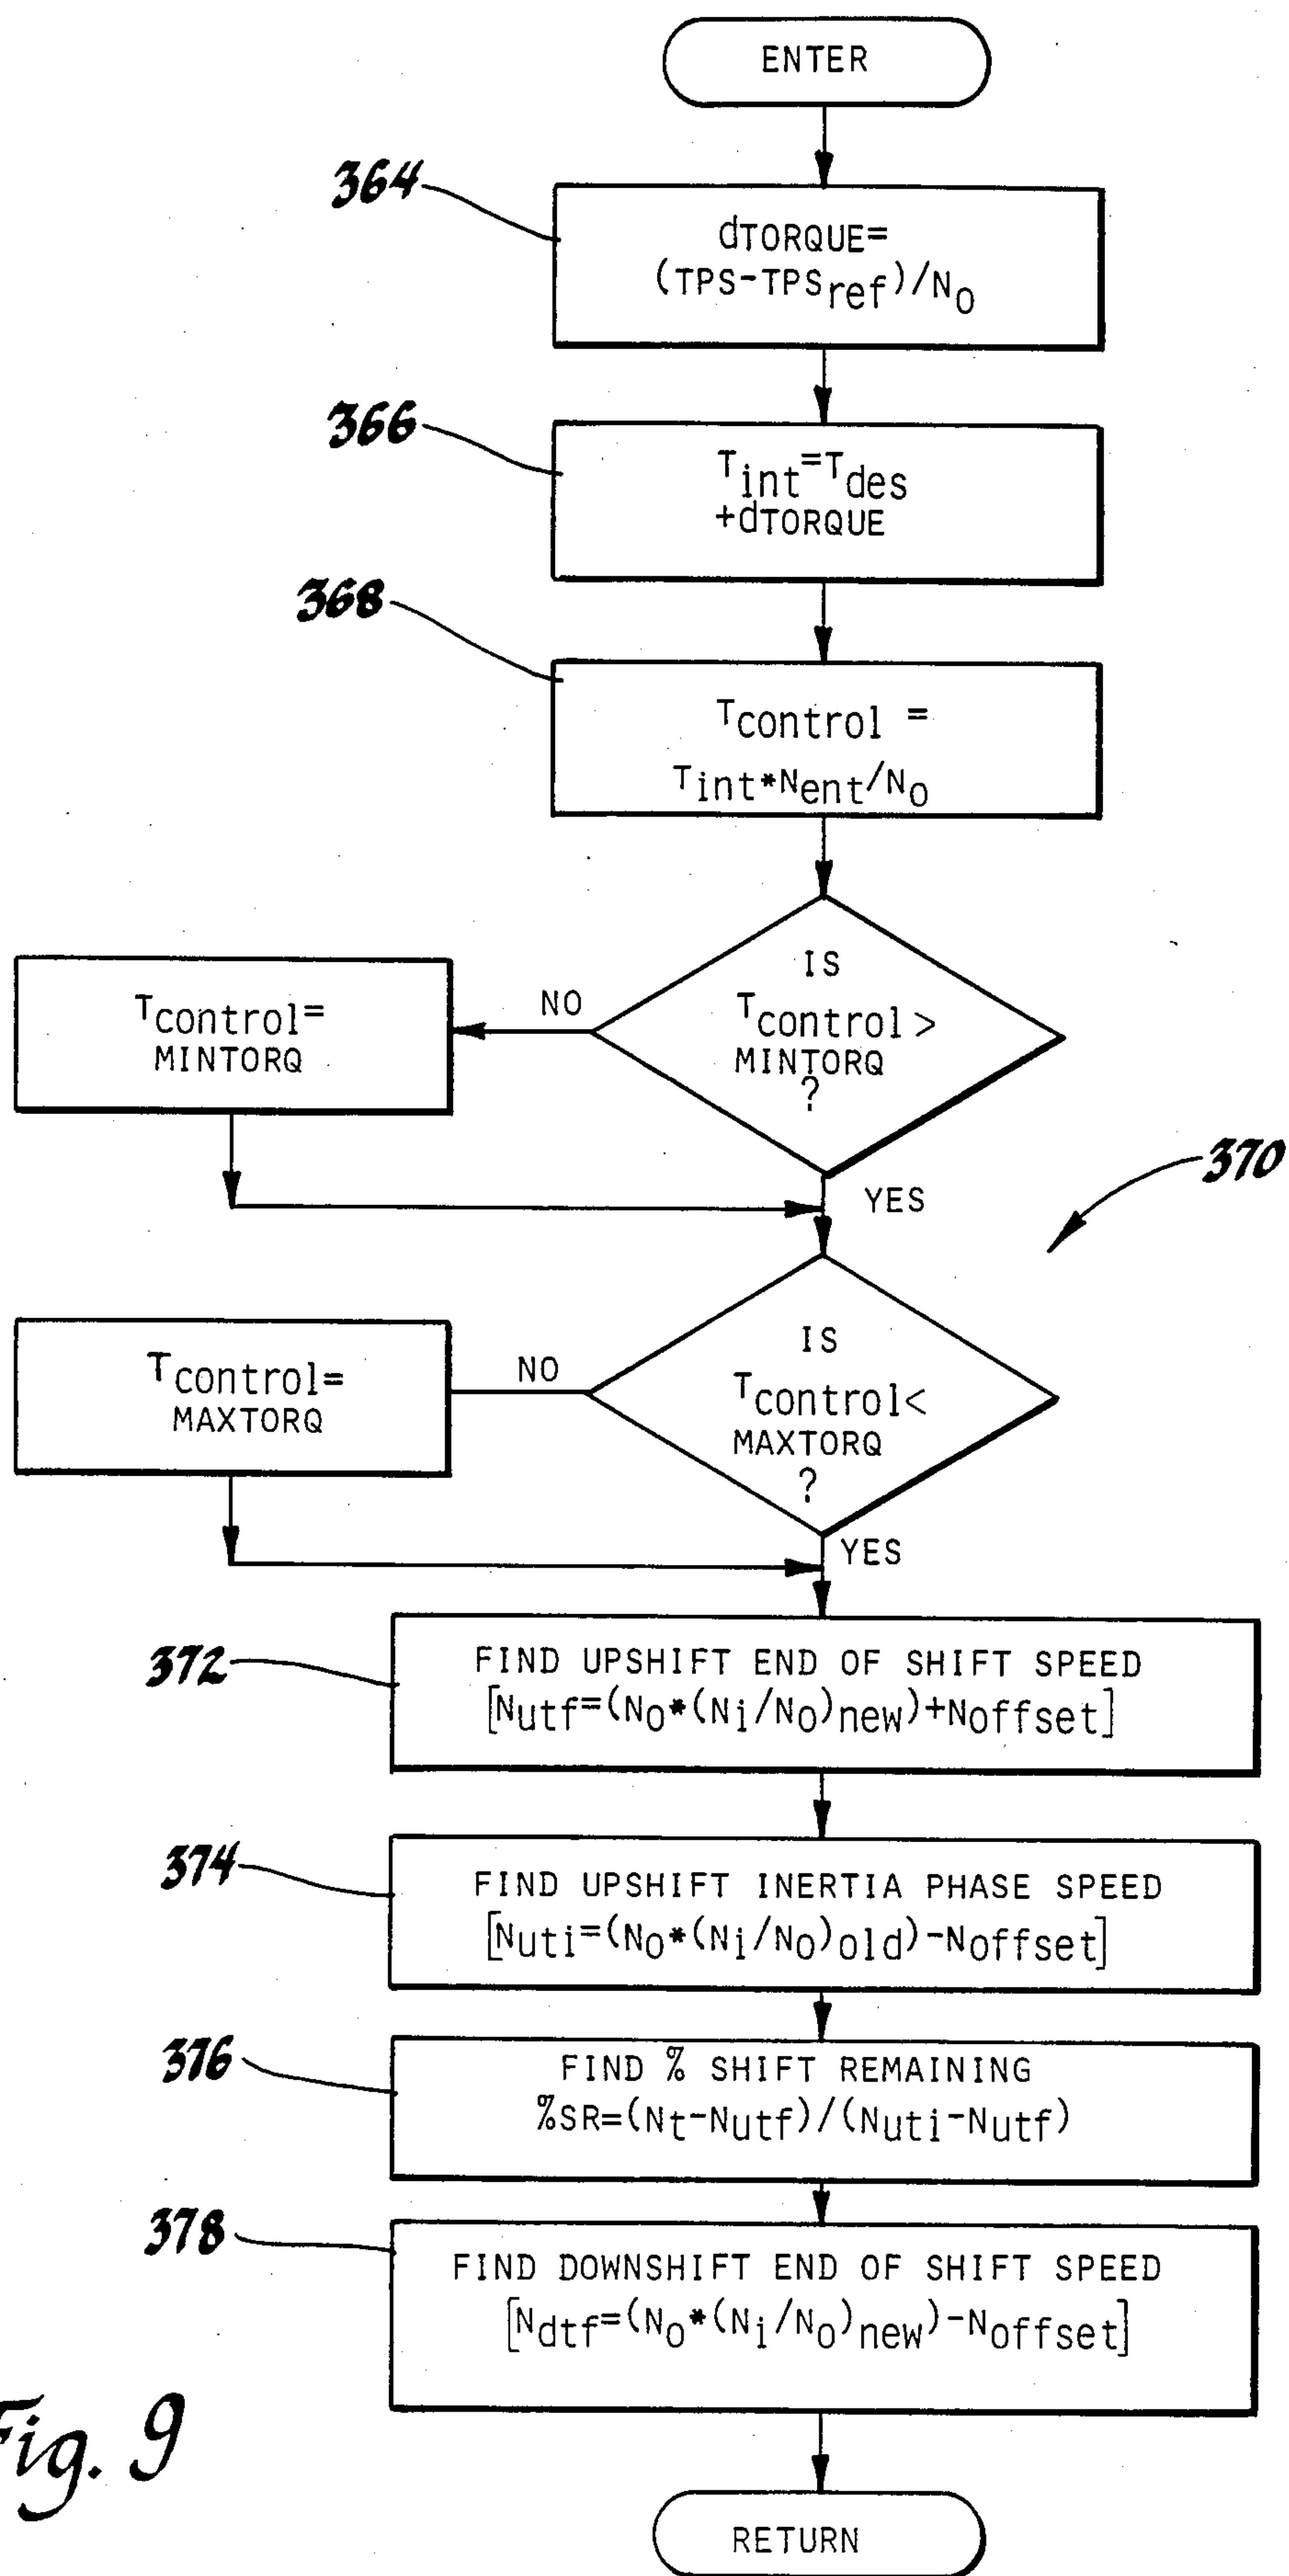 ENTER
364
dTORQUE=
(TPS-TPSref)/No
366
Tint=Tdes
+dTORQUE
368
Tcontrol =
Tint*Nent/No
IS
Tcontrol>
MINTORQ
?
NO
Tcontrol=
MINTORQ
YES
370
IS
Tcontrol<
MAXTORQ
?
NO
Tcontrol=
MAXTORQ
YES
372
FIND UPSHIFT END OF SHIFT SPEED
[Nutf=(No*(Ni/No)new)+Noffset]
374
FIND UPSHIFT INERTIA PHASE SPEED
[Nuti=(No*(Ni/No)old)-Noffset]
376
FIND % SHIFT REMAINING
%SR=(Nt-Nutf)/(Nuti-Nutf)
378
FIND DOWNSHIFT END OF SHIFT SPEED
[Ndtf=(No*(Ni/No)new)-Noffset]
RETURN
Fig. 9